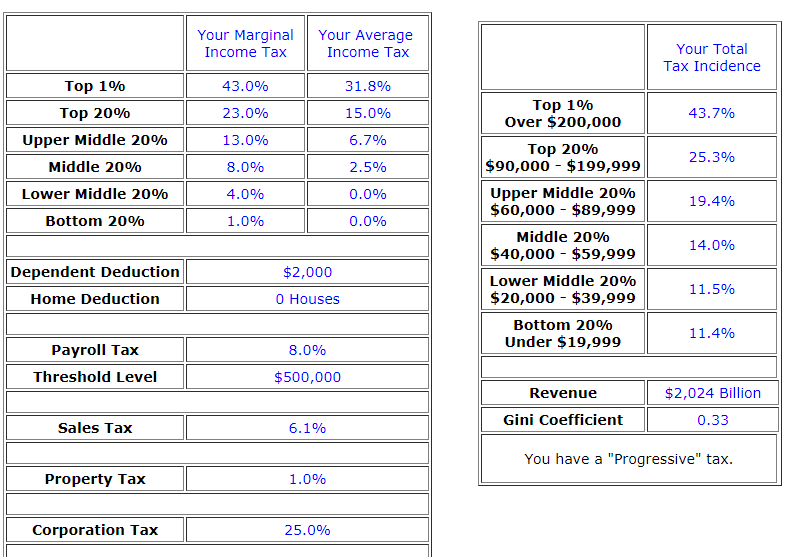 Your Marginal
Income Tax
Your Average
Income Tax
Top 1% 43.0% 31.8%
Top 20% 23.0% 15.0%
Upper Middle 20% 13.0% 6.7%
Middle 20% 8.0% 2.5%
Lower Middle 20% 4.0% 0.0%
Bottom 20% 1.0% 0.0%
Dependent Deduction $2,000
Home Deduction 0 Houses
Payroll Tax 8.0%
Threshold Level $500,000
Sales Tax 6.1%
Property Tax 1.0%
Corporation Tax 25.0%
Your Total
Tax Incidence
Top 1%
Over $200,000
43.7%
Top 20%
$90,000 - $199,999
25.3%
Upper Middle 20%
$60,000 - $89,999
19.4%
Middle 20%
$40,000 - $59,999
14.0%
Lower Middle 20%
$20,000 - $39,999
11.5%
Bottom 20%
Under $19,999
11.4%
Revenue $2,024 Billion
Gini Coefficient 0.33
You have a "Progressive" tax.